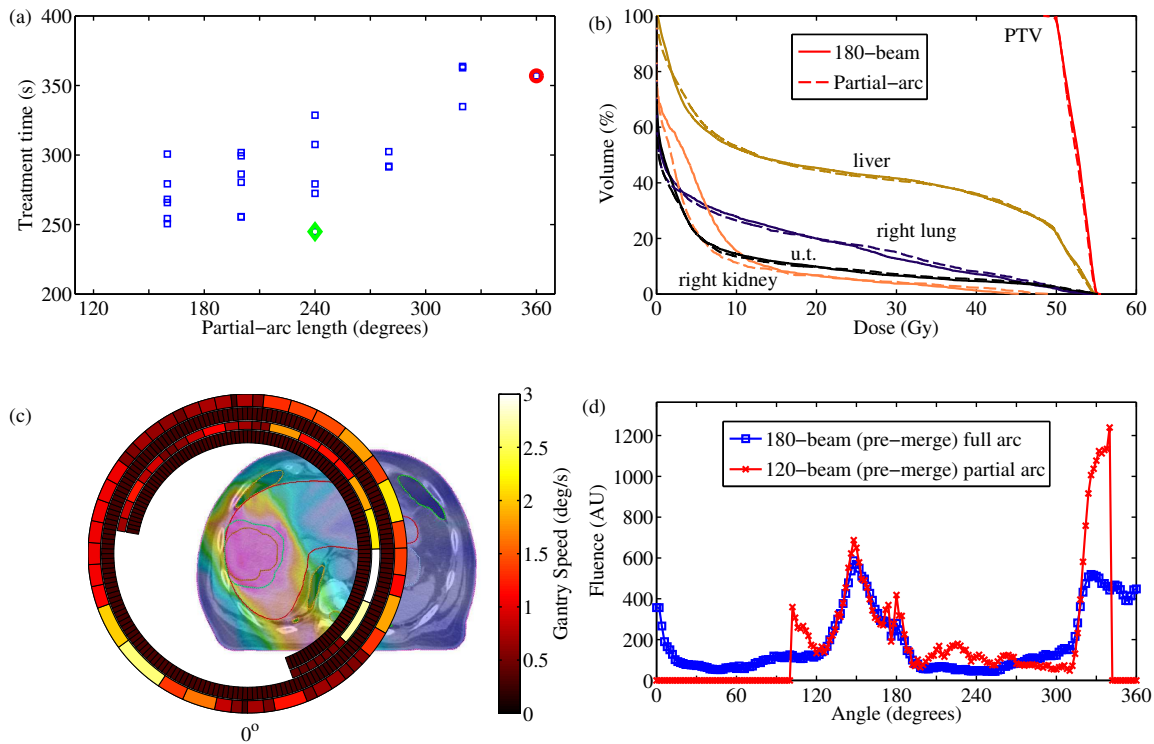 (a)
400
350
300
250
200
120
180
240
300
360
Treatment time (s)
Partial−arc length (degrees)
(b)
100
80
60
40
20
0
0
10
20
30
40
50
60
Volume (%)
Dose (Gy)
180−beam
Partial−arc
PTV
liver
right lung
u.t.
right kidney
(c)
0°
3
2.5
2
1.5
1
0.5
0
Gantry Speed (deg/s)
(d)
1200
1000
800
600
400
200
0
0
60
120
180
240
300
360
Fluence (AU)
Angle (degrees)
180−beam (pre−merge) full arc
120−beam (pre−merge) partial arc